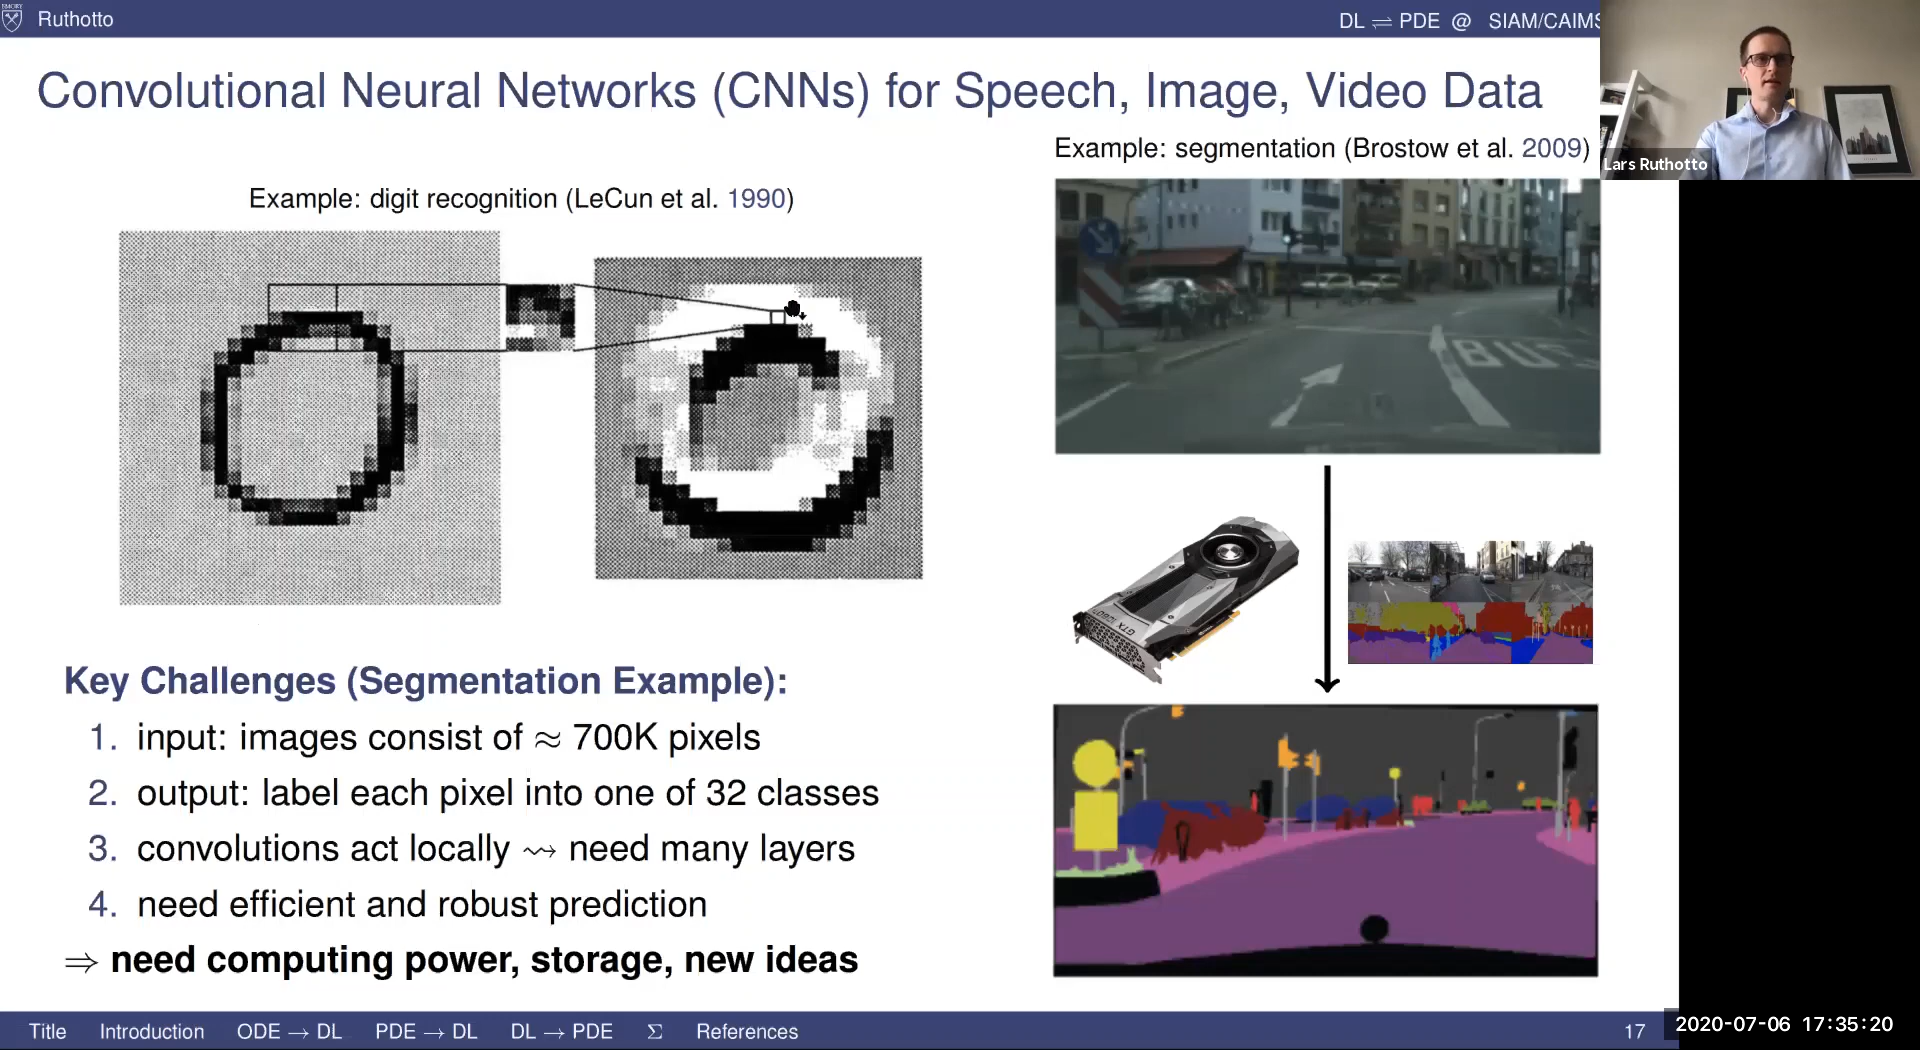 EMORY
Ruthotto
DL ⇌ PDE @ SIAM/CAIMS
Convolutional Neural Networks (CNNs) for Speech, Image, Video Data
Lars Ruthotto
Example: digit recognition (LeCun et al. 1990)
Example: segmentation (Brostow et al. 2009)
BUS
GTX 1080Ti
Key Challenges (Segmentation Example):
1. input: images consist of ≈ 700K pixels
2. output: label each pixel into one of 32 classes
3. convolutions act locally ⇝ need many layers
4. need efficient and robust prediction
⇒ need computing power, storage, new ideas
Title Introduction ODE → DL PDE → DL DL → PDE Σ References
17
2020-07-06 17:35:20